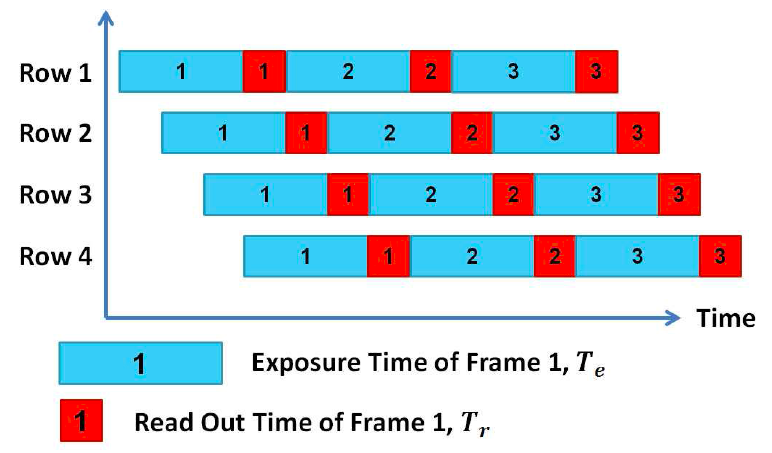 Row 1 1 1 2 2 3 3
Row 2 1 1 2 2 3 3
Row 3 1 1 2 2 3 3
Row 4 1 1 2 2 3 3
Time
1 Exposure Time of Frame 1, Te
1 Read Out Time of Frame 1, Tr